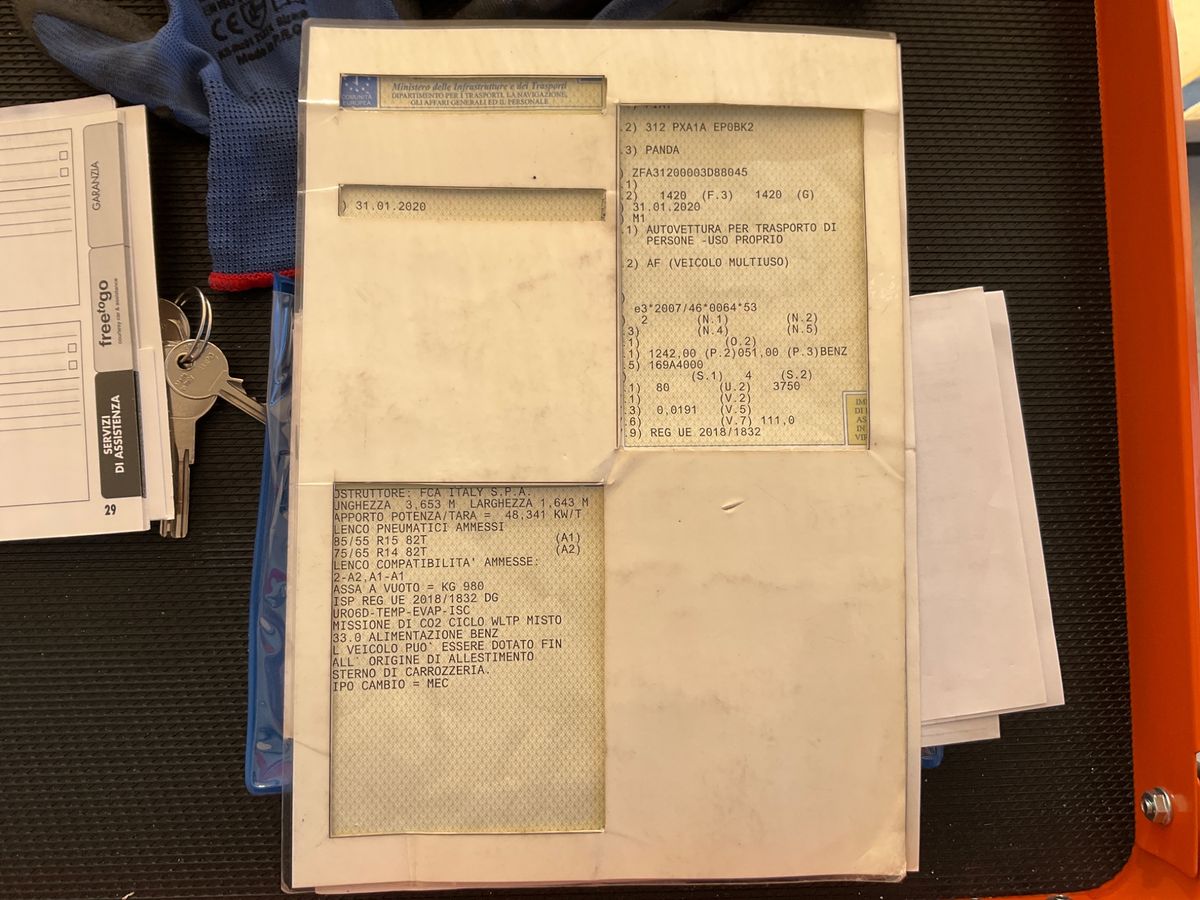 CE
GARANZIA
freetogo
courtesy car & assistance
SERVIZI
DI ASSISTENZA
29
COMUNITÀ
EUROPEA
Ministero delle Infrastrutture e dei Trasporti
DIPARTIMENTO PER I TRASPORTI, LA NAVIGAZIONE,
GLI AFFARI GENERALI ED IL PERSONALE
) 31.01.2020
.2) 312 PXA1A EP0BK2
.3) PANDA
) ZFA31200003D88045
.1)
.2) 1420 (F.3) 1420 (G)
) 31.01.2020
M1
.1) AUTOVETTURA PER TRASPORTO DI
PERSONE -USO PROPRIO
.2) AF (VEICOLO MULTIUSO)
)
e3*2007/46*0064*53
) 2 (N.1) (N.2)
.3) (N.4) (N.5)
.1) (O.2)
.1) 1242,00 (P.2)051,00 (P.3)BENZ
.5) 169A4000
) (S.1) 4 (S.2)
.1) 80 (U.2) 3750
.1) (V.2)
.3) 0,0191 (V.5)
.6) (V.7) 111,0
.9) REG UE 2018/1832
OSTRUTTORE: FCA ITALY S.P.A.
UNGHEZZA 3,653 M LARGHEZZA 1,643 M
APPORTO POTENZA/TARA = 48,341 KW/T
LENCO PNEUMATICI AMMESSI
85/55 R15 82T (A1)
75/65 R14 82T (A2)
LENCO COMPATIBILITA' AMMESSE:
2-A2,A1-A1
ASSA A VUOTO = KG 980
ISP REG UE 2018/1832 DG
URO6D-TEMP-EVAP-ISC
MISSIONE DI CO2 CICLO WLTP MISTO
33.0 ALIMENTAZIONE BENZ
L VEICOLO PUO` ESSERE DOTATO FIN
ALL` ORIGINE DI ALLESTIMENTO
STERNO DI CARROZZERIA.
IPO CAMBIO = MEC